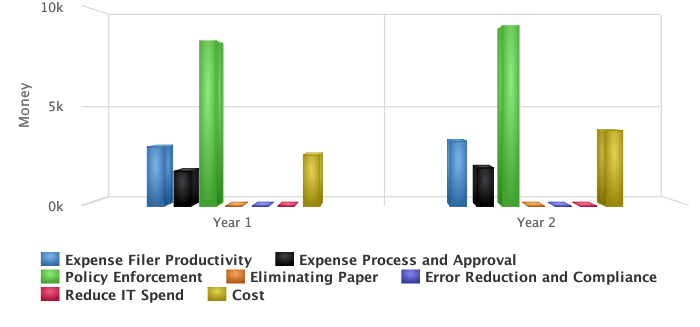 10k
5k
0k
Money
Year 1
Year 2
Expense Filer Productivity
Expense Process and Approval
Policy Enforcement
Eliminating Paper
Error Reduction and Compliance
Reduce IT Spend
Cost